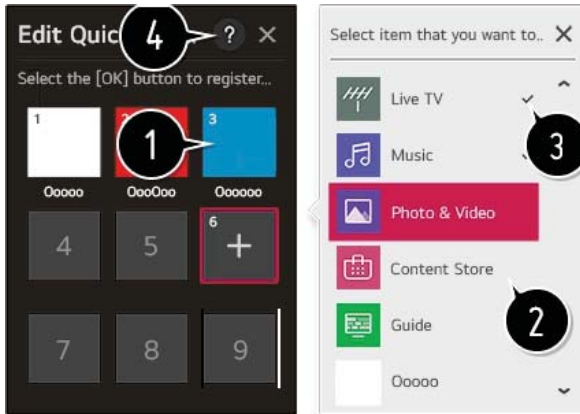 Edit Quic
4
?
Select the [OK] button to register...
1
3
1
Ooooo
OooOoo
Oooooo
4
5
6
7
8
9
Select item that you want to..
Live TV
3
Music
Photo & Video
Content Store
2
Guide
Ooooo